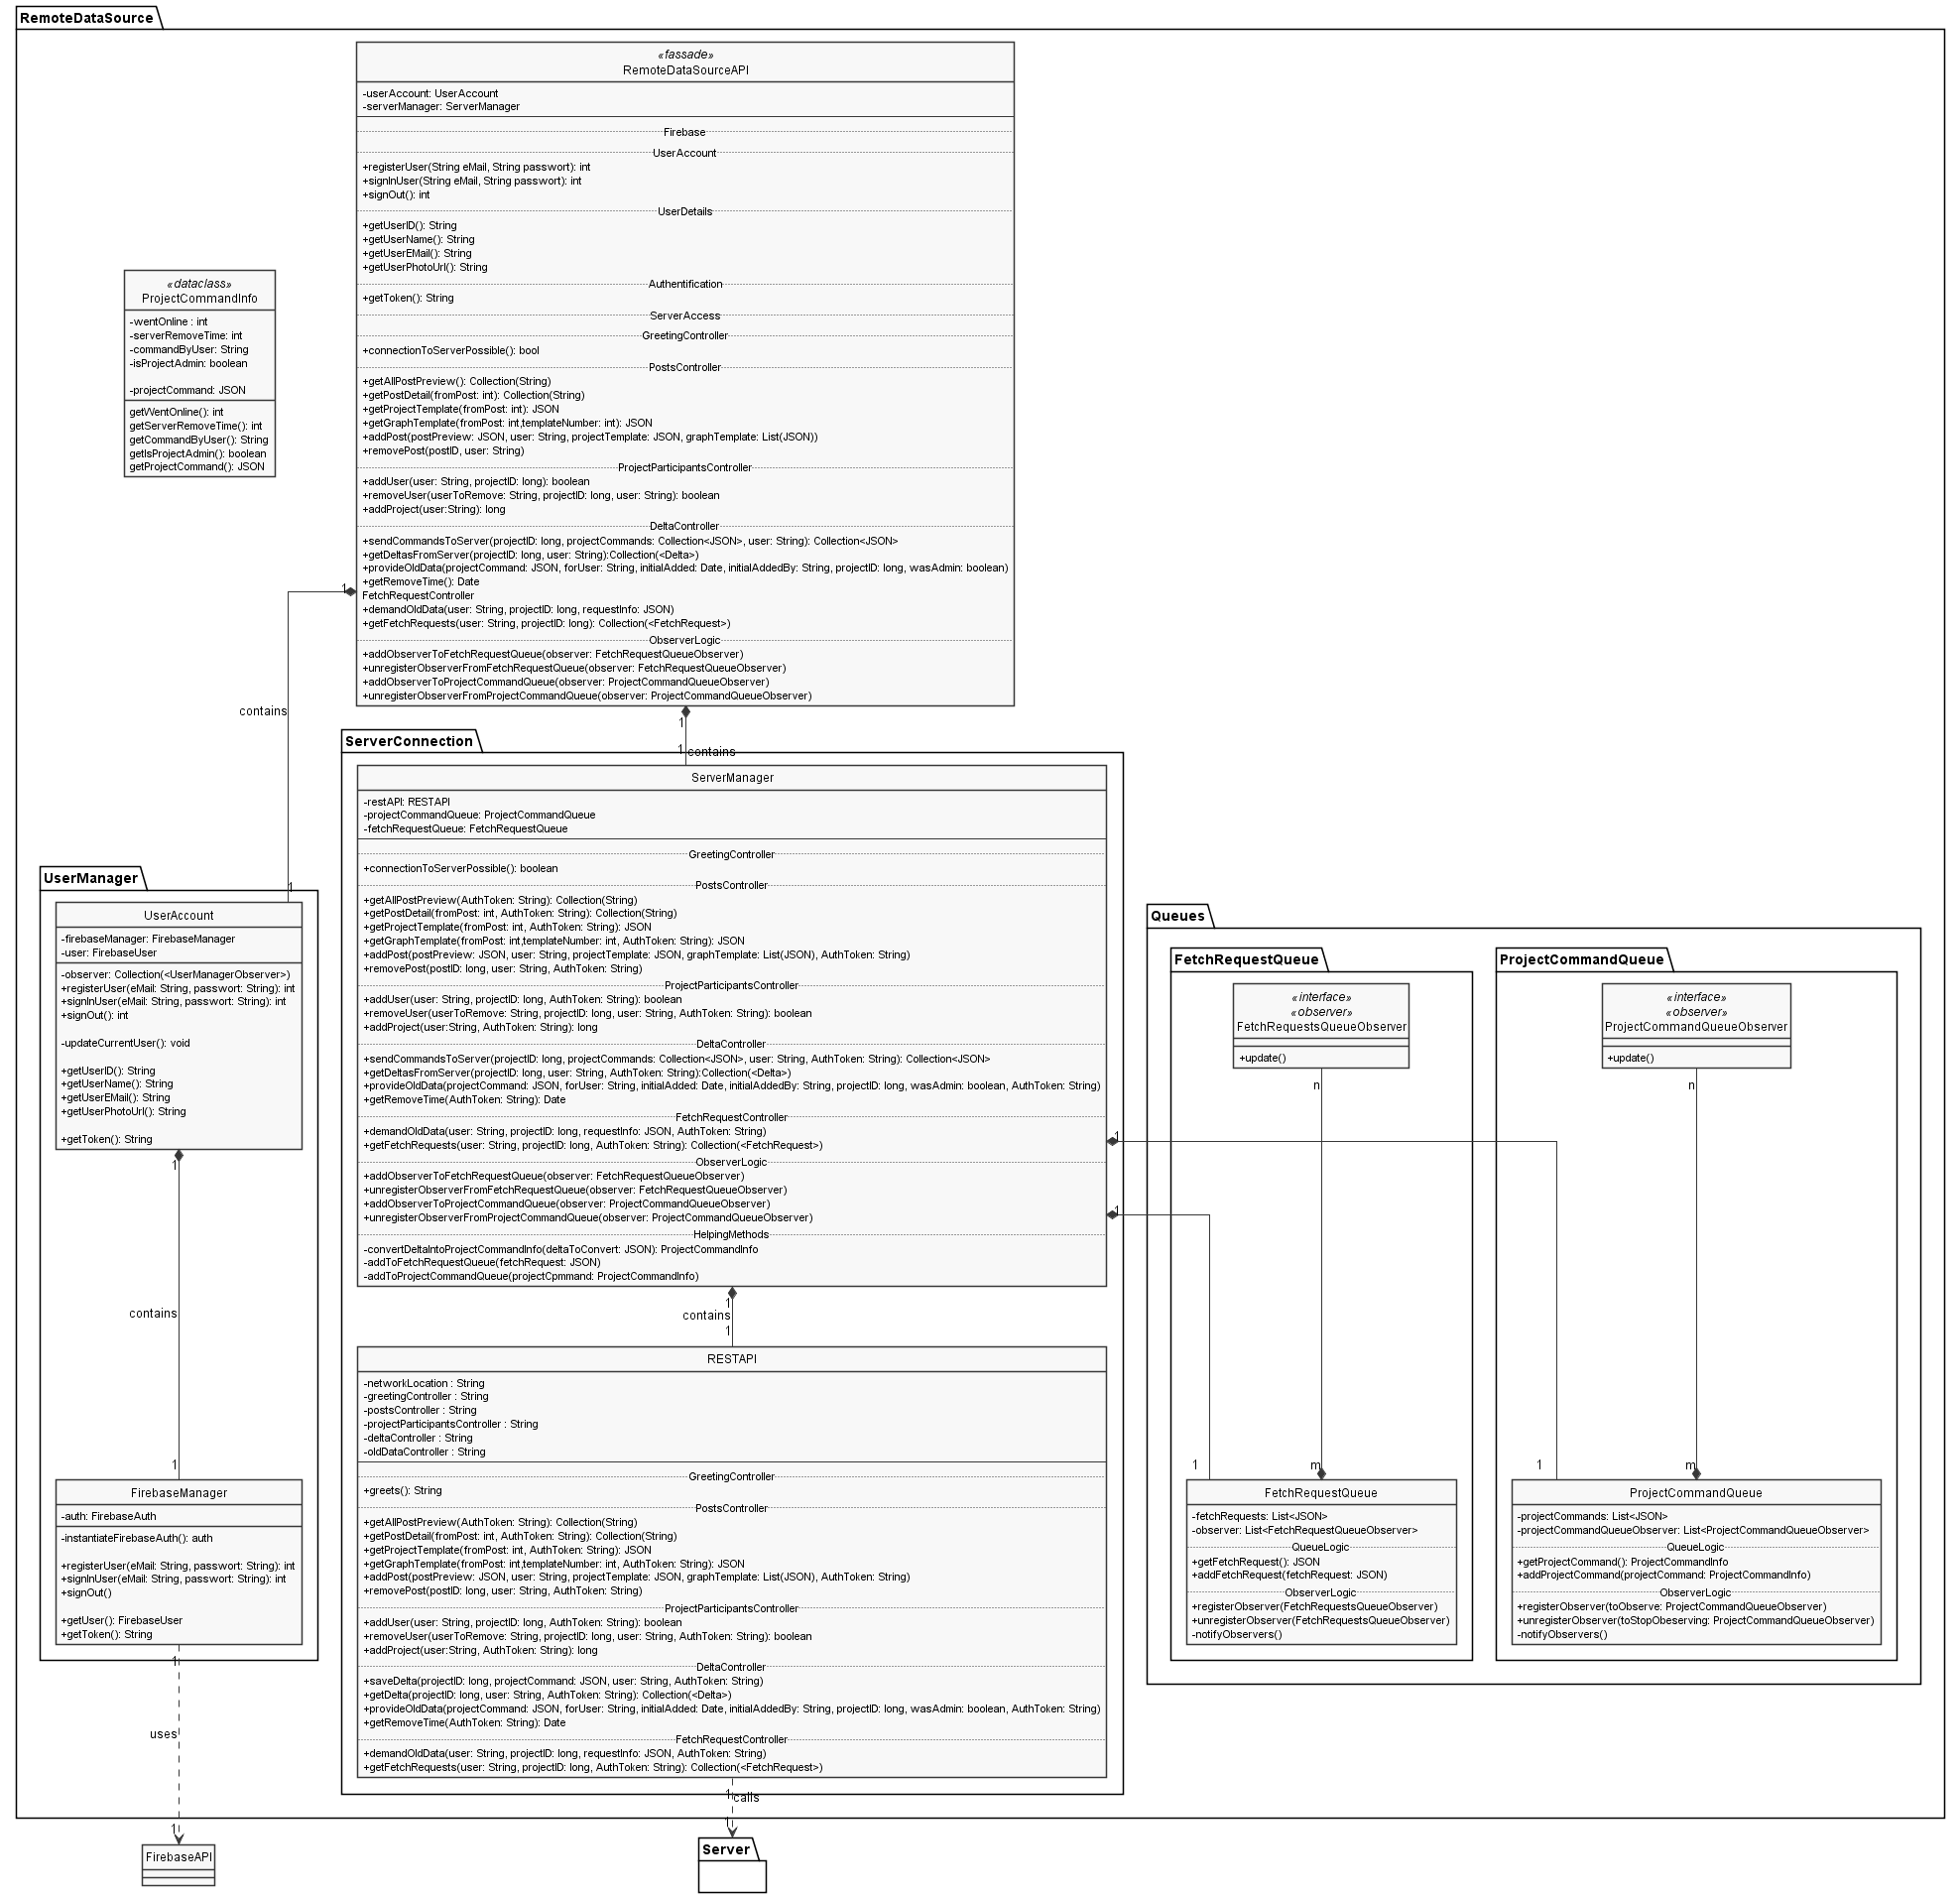 RemoteDataSource
«fassade»
RemoteDataSourceAPI
-userAccount: UserAccount
-serverManager: ServerManager
Firebase
UserAccount
+registerUser(String eMail, String passwort): int
+signInUser(String eMail, String passwort): int
+signOut(): int
UserDetails
+getUserID(): String
+getUserName(): String
+getUserEMail(): String
+getUserPhotoUrl(): String
Authentification
+getToken(): String
ServerAccess
GreetingController
+connectionToServerPossible(): bool
PostsController
+getAllPostPreview(): Collection(String)
+getPostDetail(fromPost: int): Collection(String)
+getProjectTemplate(fromPost: int): JSON
+getGraphTemplate(fromPost: int,templateNumber: int): JSON
+addPost(postPreview: JSON, user: String, projectTemplate: JSON, graphTemplate: List(JSON))
+removePost(postID, user: String)
ProjectParticipantsController
+addUser(user: String, projectID: long): boolean
+removeUser(userToRemove: String, projectID: long, user: String): boolean
+addProject(user:String): long
DeltaController
+sendCommandsToServer(projectID: long, projectCommands: Collection<JSON>, user: String): Collection<JSON>
+getDeltasFromServer(projectID: long, user: String):Collection(<Delta>)
+provideOldData(projectCommand: JSON, forUser: String, initialAdded: Date, initialAddedBy: String, projectID: long, wasAdmin: boolean)
+getRemoveTime(): Date
FetchRequestController
+demandOldData(user: String, projectID: long, requestInfo: JSON)
+getFetchRequests(user: String, projectID: long): Collection(<FetchRequest>)
ObserverLogic
+addObserverToFetchRequestQueue(observer: FetchRequestQueueObserver)
+unregisterObserverFromFetchRequestQueue(observer: FetchRequestQueueObserver)
+addObserverToProjectCommandQueue(observer: ProjectCommandQueueObserver)
+unregisterObserverFromProjectCommandQueue(observer: ProjectCommandQueueObserver)
«dataclass»
ProjectCommandInfo
-wentOnline : int
-serverRemoveTime: int
-commandByUser: String
-isProjectAdmin: boolean
-projectCommand: JSON
getWentOnline(): int
getServerRemoveTime(): int
getCommandByUser(): String
getIsProjectAdmin(): boolean
getProjectCommand(): JSON
1
contains
1
1
1
contains
ServerConnection
ServerManager
-restAPI: RESTAPI
-projectCommandQueue: ProjectCommandQueue
-fetchRequestQueue: FetchRequestQueue
GreetingController
+connectionToServerPossible(): boolean
PostsController
+getAllPostPreview(AuthToken: String): Collection(String)
+getPostDetail(fromPost: int, AuthToken: String): Collection(String)
+getProjectTemplate(fromPost: int, AuthToken: String): JSON
+getGraphTemplate(fromPost: int,templateNumber: int, AuthToken: String): JSON
+addPost(postPreview: JSON, user: String, projectTemplate: JSON, graphTemplate: List(JSON), AuthToken: String)
+removePost(postID: long, user: String, AuthToken: String)
ProjectParticipantsController
+addUser(user: String, projectID: long, AuthToken: String): boolean
+removeUser(userToRemove: String, projectID: long, user: String, AuthToken: String): boolean
+addProject(user:String, AuthToken: String): long
DeltaController
+sendCommandsToServer(projectID: long, projectCommands: Collection<JSON>, user: String, AuthToken: String): Collection<JSON>
+getDeltasFromServer(projectID: long, user: String, AuthToken: String):Collection(<Delta>)
+provideOldData(projectCommand: JSON, forUser: String, initialAdded: Date, initialAddedBy: String, projectID: long, wasAdmin: boolean, AuthToken: String)
+getRemoveTime(AuthToken: String): Date
FetchRequestController
+demandOldData(user: String, projectID: long, requestInfo: JSON, AuthToken: String)
+getFetchRequests(user: String, projectID: long, AuthToken: String): Collection(<FetchRequest>)
ObserverLogic
+addObserverToFetchRequestQueue(observer: FetchRequestQueueObserver)
+unregisterObserverFromFetchRequestQueue(observer: FetchRequestQueueObserver)
+addObserverToProjectCommandQueue(observer: ProjectCommandQueueObserver)
+unregisterObserverFromProjectCommandQueue(observer: ProjectCommandQueueObserver)
HelpingMethods
-convertDeltaIntoProjectCommandInfo(deltaToConvert: JSON): ProjectCommandInfo
-addToFetchRequestQueue(fetchRequest: JSON)
-addToProjectCommandQueue(projectCpmmand: ProjectCommandInfo)
1
1
1
contains
1
RESTAPI
-networkLocation : String
-greetingController : String
-postsController : String
-projectParticipantsController : String
-deltaController : String
-oldDataController : String
GreetingController
+greets(): String
PostsController
+getAllPostPreview(AuthToken: String): Collection(String)
+getPostDetail(fromPost: int, AuthToken: String): Collection(String)
+getProjectTemplate(fromPost: int, AuthToken: String): JSON
+getGraphTemplate(fromPost: int,templateNumber: int, AuthToken: String): JSON
+addPost(postPreview: JSON, user: String, projectTemplate: JSON, graphTemplate: List(JSON), AuthToken: String)
+removePost(postID: long, user: String, AuthToken: String)
ProjectParticipantsController
+addUser(user: String, projectID: long, AuthToken: String): boolean
+removeUser(userToRemove: String, projectID: long, user: String, AuthToken: String): boolean
+addProject(user:String, AuthToken: String): long
DeltaController
+saveDelta(projectID: long, projectCommand: JSON, user: String, AuthToken: String)
+getDelta(projectID: long, user: String, AuthToken: String): Collection(<Delta>)
+provideOldData(projectCommand: JSON, forUser: String, initialAdded: Date, initialAddedBy: String, projectID: long, wasAdmin: boolean, AuthToken: String)
+getRemoveTime(AuthToken: String): Date
FetchRequestController
+demandOldData(user: String, projectID: long, requestInfo: JSON, AuthToken: String)
+getFetchRequests(user: String, projectID: long, AuthToken: String): Collection(<FetchRequest>)
1
calls
1
Server
UserManager
UserAccount
-firebaseManager: FirebaseManager
-user: FirebaseUser
-observer: Collection(<UserManagerObserver>)
+registerUser(eMail: String, passwort: String): int
+signInUser(eMail: String, passwort: String): int
+signOut(): int
-updateCurrentUser(): void
+getUserID(): String
+getUserName(): String
+getUserEMail(): String
+getUserPhotoUrl(): String
+getToken(): String
1
contains
1
FirebaseManager
-auth: FirebaseAuth
-instantiateFirebaseAuth(): auth
+registerUser(eMail: String, passwort: String): int
+signInUser(eMail: String, passwort: String): int
+signOut()
+getUser(): FirebaseUser
+getToken(): String
1
uses
1
FirebaseAPI
Queues
FetchRequestQueue
«interface»
«observer»
FetchRequestsQueueObserver
+update()
n
1
m
FetchRequestQueue
-fetchRequests: List<JSON>
-observer: List<FetchRequestQueueObserver>
QueueLogic
+getFetchRequest(): JSON
+addFetchRequest(fetchRequest: JSON)
ObserverLogic
+registerObserver(FetchRequestsQueueObserver)
+unregisterObserver(FetchRequestsQueueObserver)
-notifyObservers()
ProjectCommandQueue
«interface»
«observer»
ProjectCommandQueueObserver
+update()
n
1
m
ProjectCommandQueue
-projectCommands: List<JSON>
-projectCommandQueueObserver: List<ProjectCommandQueueObserver>
QueueLogic
+getProjectCommand(): ProjectCommandInfo
+addProjectCommand(projectCommand: ProjectCommandInfo)
ObserverLogic
+registerObserver(toObserve: ProjectCommandQueueObserver)
+unregisterObserver(toStopObeserving: ProjectCommandQueueObserver)
-notifyObservers()